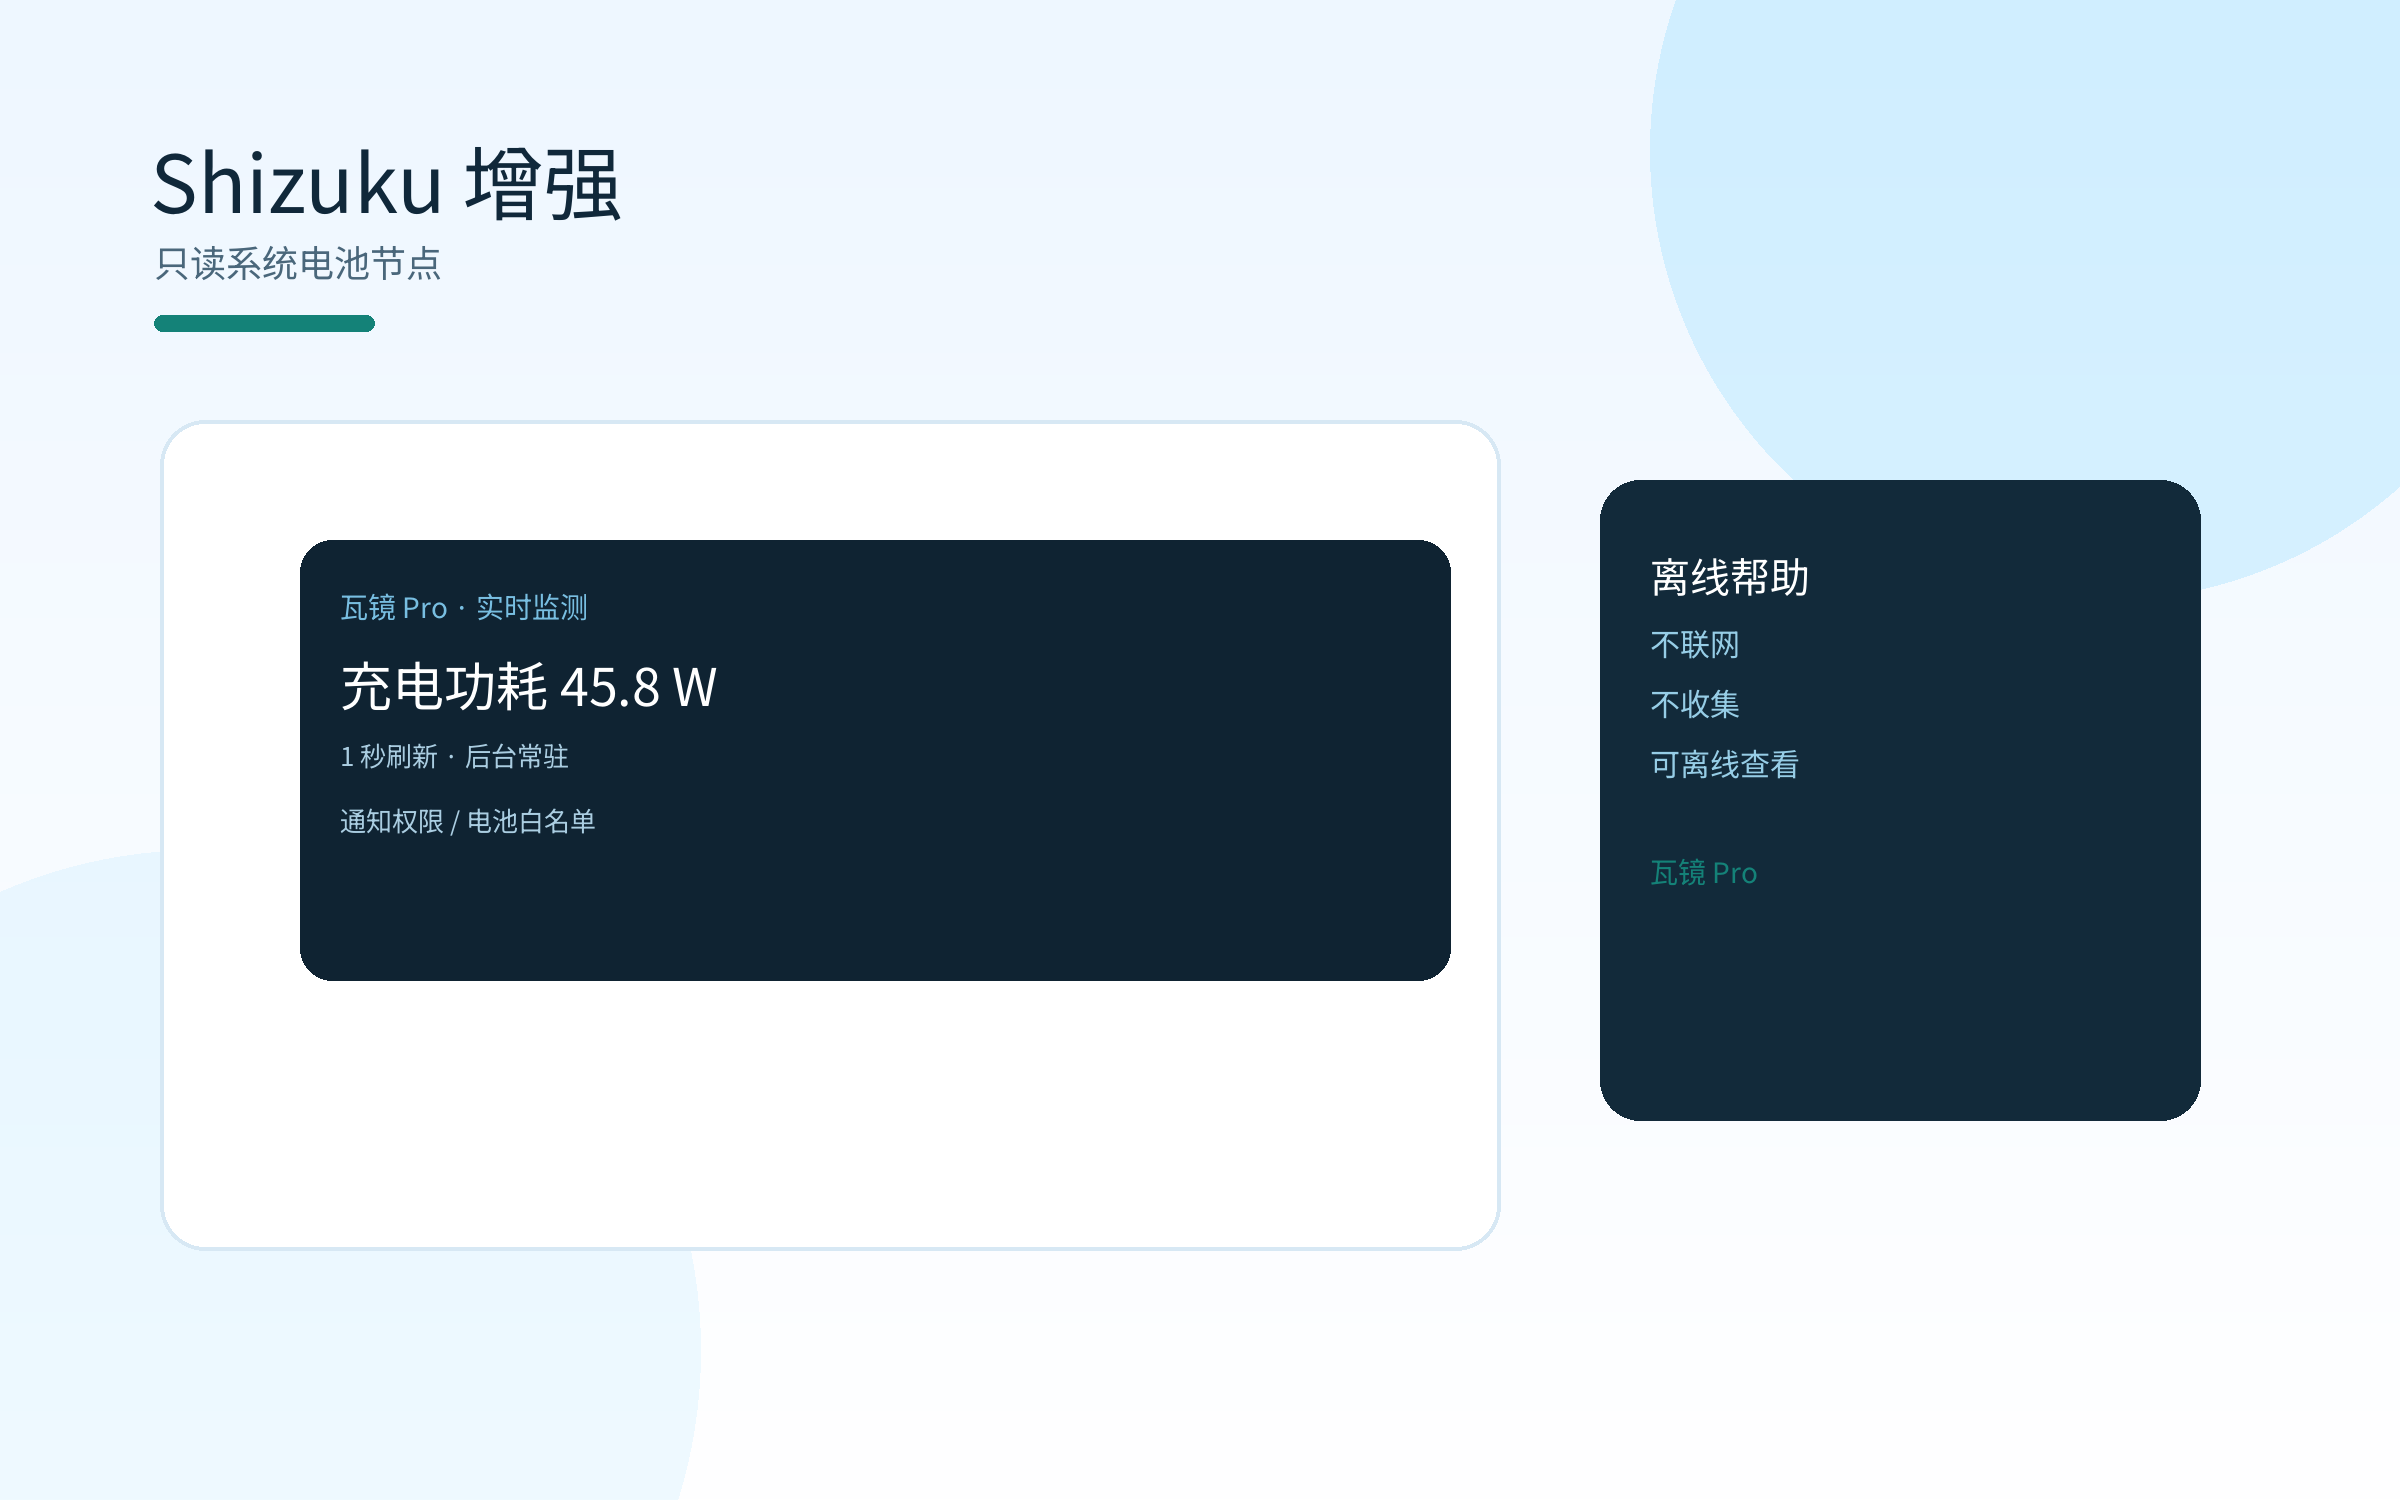 Shizuku 增强
只读系统电池节点
瓦镜 Pro · 实时监测
充电功耗 45.8 W
1 秒刷新 · 后台常驻
通知权限 / 电池白名单
离线帮助
不联网
不收集
可离线查看
瓦镜 Pro